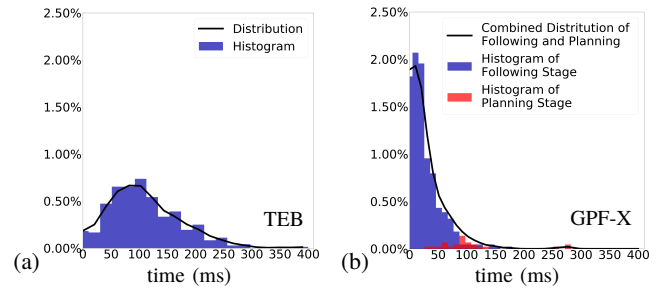 2.50%
2.00%
1.50%
1.00%
0.50%
0.00%
0 50 100 150 200 250 300 350 400
time (ms)
Distribution
Histogram
TEB
(a)
2.50%
2.00%
1.50%
1.00%
0.50%
0.00%
0 50 100 150 200 250 300 350 400
time (ms)
Combined Distrition of
Following and Planning
Histogram of
Following Stage
Histogram of
Planning Stage
GPF-X
(b)